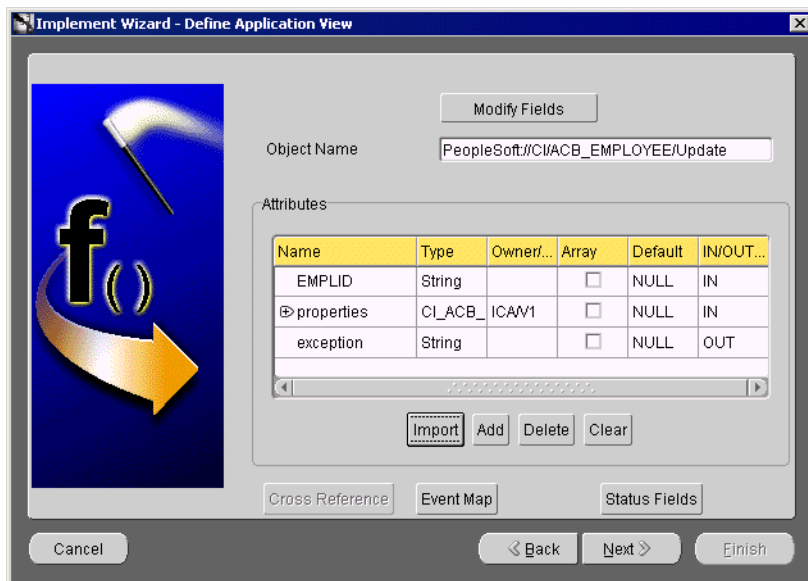 Implement Wizard - Define Application View
Modify Fields
Object Name PeopleSoft://CI/ACB_EMPLOYEE/Update
Attributes
Name Type Owner/... Array Default IN/OUT...
EMPLID String NULL IN
properties CI_ACB_ ICA/V1 NULL IN
exception String NULL OUT
Import Add Delete Clear
Cross Reference Event Map Status Fields
f()
Cancel Back Next Finish